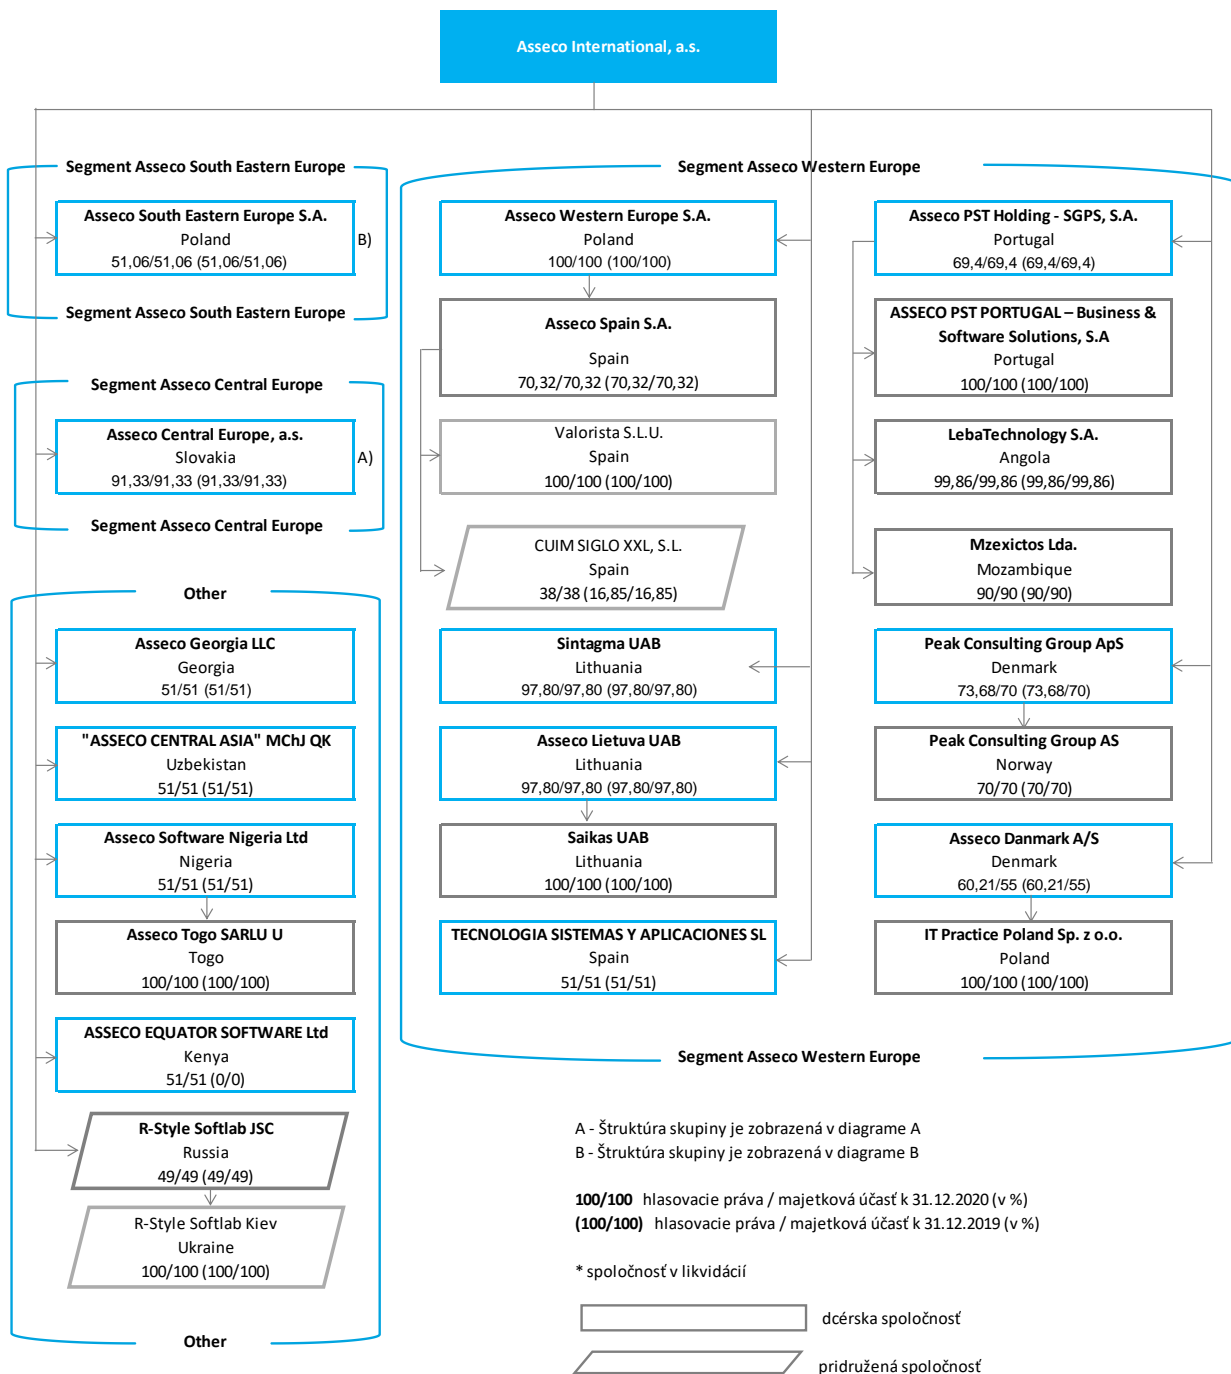 Asseco International, a.s.
Segment Asseco South Eastern Europe
Asseco South Eastern Europe S.A.
Poland
51,06/51,06 (51,06/51,06)
B)
Segment Asseco South Eastern Europe
Segment Asseco Central Europe
Asseco Central Europe, a.s.
Slovakia
91,33/91,33 (91,33/91,33)
A)
Segment Asseco Central Europe
Other
Asseco Georgia LLC
Georgia
51/51 (51/51)
"ASSECO CENTRAL ASIA" MChJ QK
Uzbekistan
51/51 (51/51)
Asseco Software Nigeria Ltd
Nigeria
51/51 (51/51)
Asseco Togo SARLU U
Togo
100/100 (100/100)
ASSECO EQUATOR SOFTWARE Ltd
Kenya
51/51 (0/0)
R-Style Softlab JSC
Russia
49/49 (49/49)
R-Style Softlab Kiev
Ukraine
100/100 (100/100)
Other
Segment Asseco Western Europe
Asseco Western Europe S.A.
Poland
100/100 (100/100)
Asseco Spain S.A.
Spain
70,32/70,32 (70,32/70,32)
Valorista S.L.U.
Spain
100/100 (100/100)
CUIM SIGLO XXL, S.L.
Spain
38/38 (16,85/16,85)
Sintagma UAB
Lithuania
97,80/97,80 (97,80/97,80)
Asseco Lietuva UAB
Lithuania
97,80/97,80 (97,80/97,80)
Saikas UAB
Lithuania
100/100 (100/100)
TECNOLOGIA SISTEMAS Y APLICACIONES SL
Spain
51/51 (51/51)
Asseco PST Holding - SGPS, S.A.
Portugal
69,4/69,4 (69,4/69,4)
ASSECO PST PORTUGAL – Business &
Software Solutions, S.A
Portugal
100/100 (100/100)
LebaTechnology S.A.
Angola
99,86/99,86 (99,86/99,86)
Mzexictos Lda.
Mozambique
90/90 (90/90)
Peak Consulting Group ApS
Denmark
73,68/70 (73,68/70)
Peak Consulting Group AS
Norway
70/70 (70/70)
Asseco Danmark A/S
Denmark
60,21/55 (60,21/55)
IT Practice Poland Sp. z o.o.
Poland
100/100 (100/100)
Segment Asseco Western Europe
A - Štruktúra skupiny je zobrazená v diagrame A
B - Štruktúra skupiny je zobrazená v diagrame B
100/100 hlasovacie práva / majetková účasť k 31.12.2020 (v %)
(100/100) hlasovacie práva / majetková účasť k 31.12.2019 (v %)
* spoločnosť v likvidácií
dcérska spoločnosť
pridružená spoločnosť